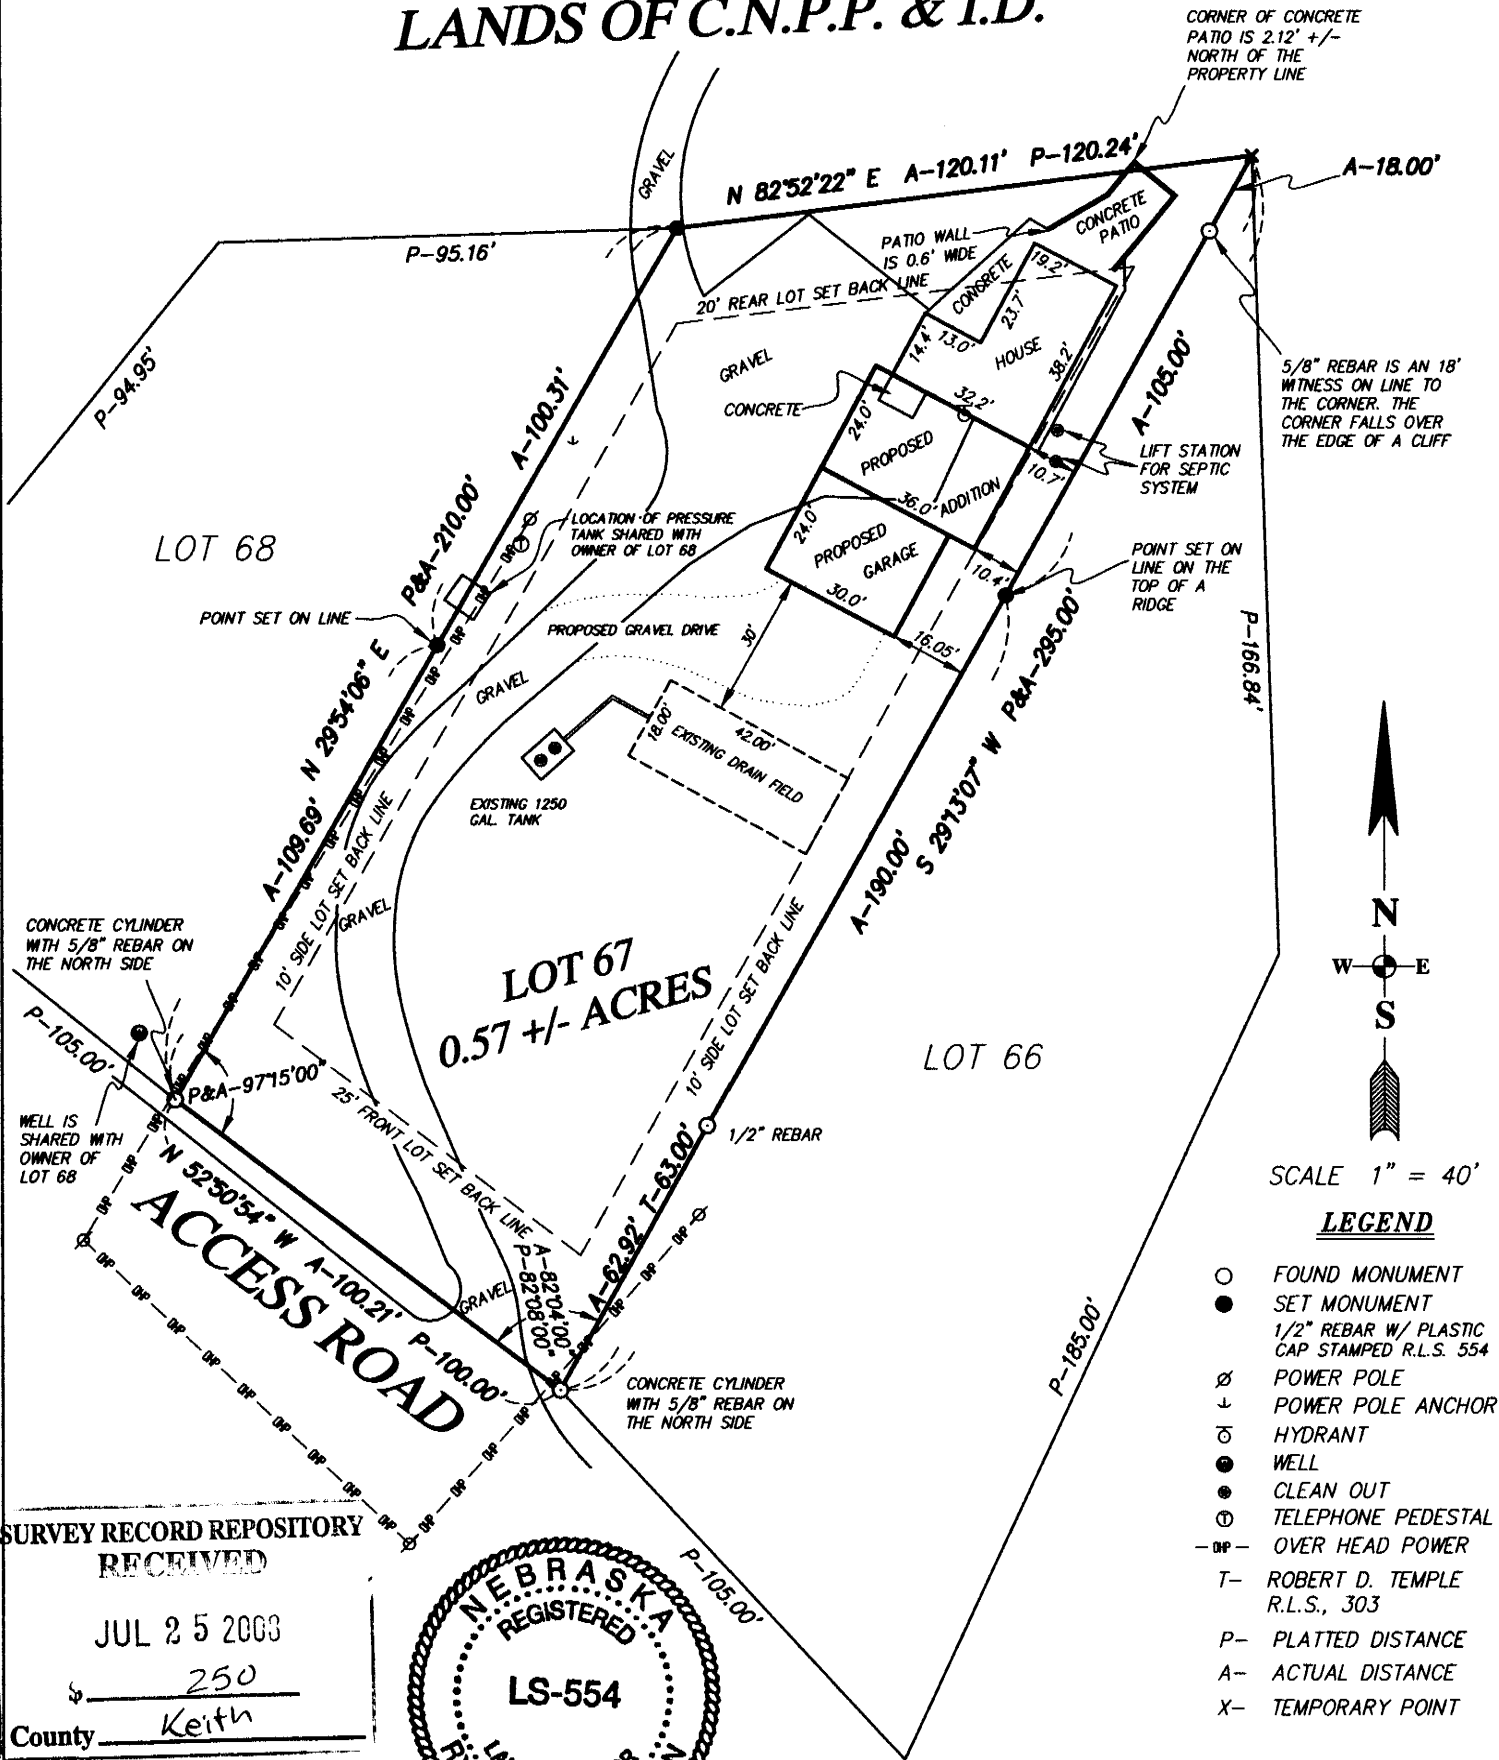 LANDS OF C.N.P.P. & I.D.
CORNER OF CONCRETE
PATIO IS 2.12' +/-
NORTH OF THE
PROPERTY LINE
GRAVEL
N 82°52'22" E A-120.11' P-120.24'
A-18.00'
P-95.16'
PATIO WALL
IS 0.6' WIDE
CONCRETE
PATIO
CONCRETE
19.2'
20' REAR LOT SET BACK LINE
23.7'
14.4'
13.0'
HOUSE
38.2'
GRAVEL
CONCRETE
32.2'
A-105.00'
5/8" REBAR IS AN 18'
WITNESS ON LINE TO
THE CORNER. THE
CORNER FALLS OVER
THE EDGE OF A CLIFF
P-94.95'
A-100.31'
24.0'
PROPOSED
ADDITION
36.0'
10.7'
LIFT STATION
FOR SEPTIC
SYSTEM
LOT 68
P&A-210.00'
LOCATION OF PRESSURE
TANK SHARED WITH
OWNER OF LOT 68
24.0'
PROPOSED
GARAGE
30.0'
10.4'
POINT SET ON
LINE ON THE
TOP OF A
RIDGE
POINT SET ON LINE
PROPOSED GRAVEL DRIVE
30'
16.05'
P-166.84'
N 29°54'06" E
GRAVEL
18.00'
42.00'
EXISTING DRAIN FIELD
S 29°13'07" W P&A-295.00'
EXISTING 1250
GAL. TANK
A-109.69'
10' SIDE LOT SET BACK LINE
GRAVEL
A-190.00'
CONCRETE CYLINDER
WITH 5/8" REBAR ON
THE NORTH SIDE
LOT 67
0.57 +/- ACRES
10' SIDE LOT SET BACK LINE
N
W E
S
P-105.00'
LOT 66
P&A-97°15'00"
25' FRONT LOT SET BACK LINE
WELL IS
SHARED WITH
OWNER OF
LOT 68
1/2" REBAR
N 52°50'54" W A-100.21' P-100.00'
ACCESS ROAD
A-62.92' T-63.00'
A-82°04'00"
P-82°08'00"
GRAVEL
CONCRETE CYLINDER
WITH 5/8" REBAR ON
THE NORTH SIDE
P-185.00'
P-105.00'
OHP OHP OHP OHP OHP OHP
SCALE 1" = 40'
LEGEND
FOUND MONUMENT
SET MONUMENT
1/2" REBAR W/ PLASTIC
CAP STAMPED R.L.S. 554
POWER POLE
POWER POLE ANCHOR
HYDRANT
WELL
CLEAN OUT
TELEPHONE PEDESTAL
-OHP- OVER HEAD POWER
T- ROBERT D. TEMPLE
R.L.S., 303
P- PLATTED DISTANCE
A- ACTUAL DISTANCE
X- TEMPORARY POINT
SURVEY RECORD REPOSITORY
RECEIVED
JUL 25 2003
$ 250
County Keith
NEBRASKA
REGISTERED
LS-554